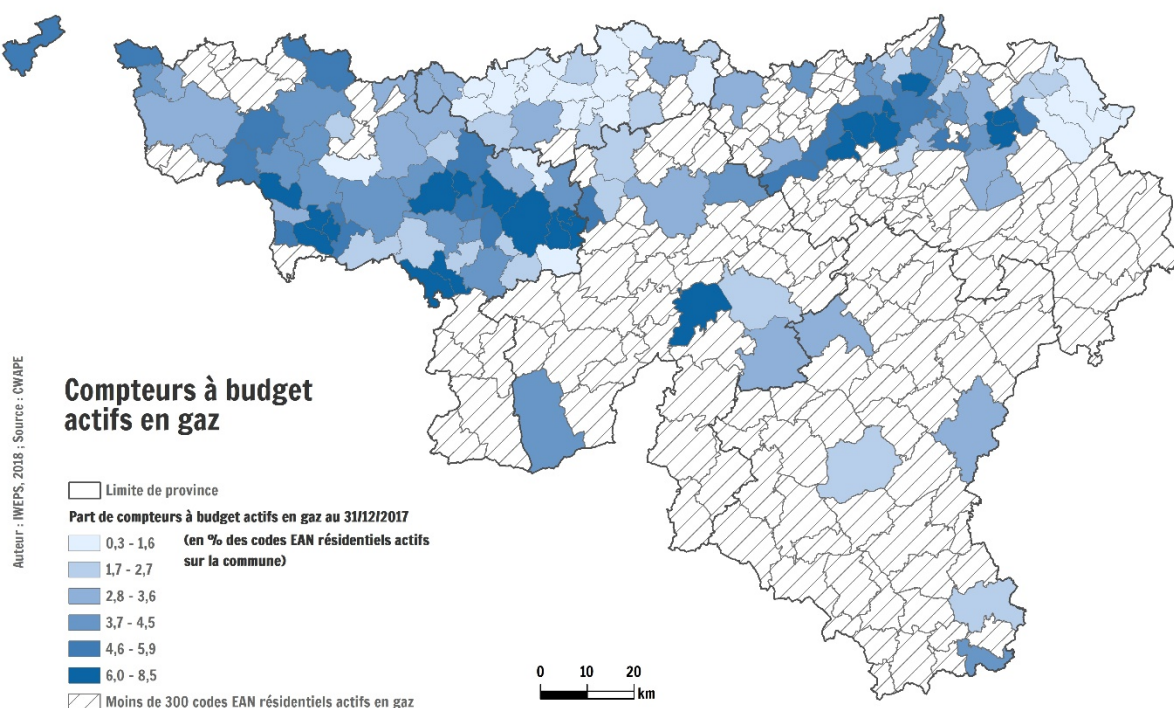 Compteurs à budget
actifs en gaz
Limite de province
Part de compteurs à budget actifs en gaz au 31/12/2017
(en % des codes EAN résidentiels actifs
sur la commune)
0,3 - 1,6
1,7 - 2,7
2,8 - 3,6
3,7 - 4,5
4,6 - 5,9
6,0 - 8,5
Moins de 300 codes EAN résidentiels actifs en gaz
Auteur : IWEPS, 2018 ; Source : CWAPE
0 10 20
km